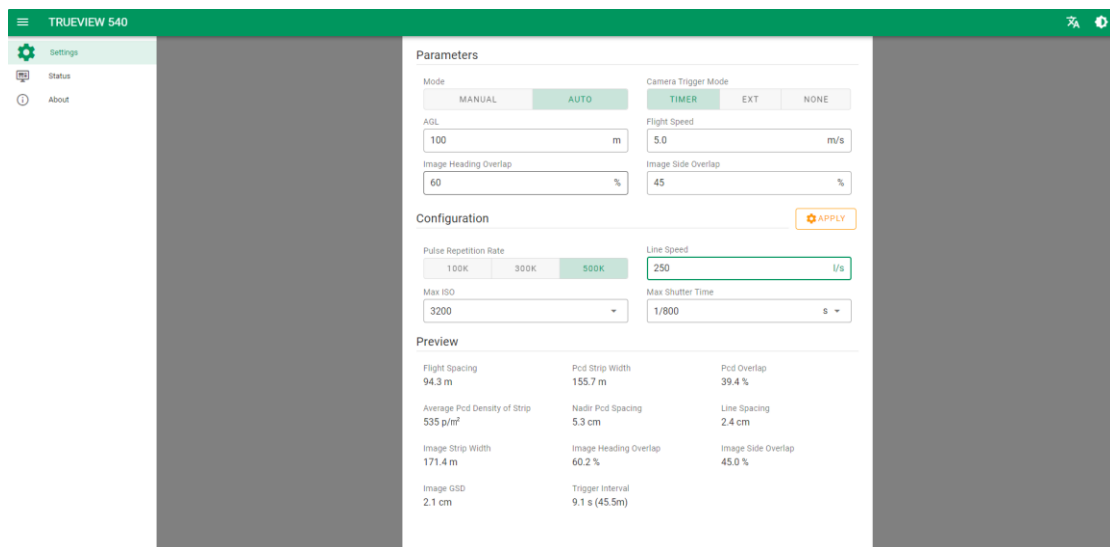 TRUEVIEW 540
Settings
Status
About
Parameters
Mode
Camera Trigger Mode
MANUAL AUTO
TIMER EXT NONE
AGL
Flight Speed
100 m
5.0 m/s
Image Heading Overlap
Image Side Overlap
60 %
45 %
Configuration
APPLY
Pulse Repetition Rate
Line Speed
100K 300K 500K
250 l/s
Max ISO
Max Shutter Time
3200
1/800 s
Preview
Flight Spacing
Pcd Strip Width
Pcd Overlap
94.3 m
155.7 m
39.4 %
Average Pcd Density of Strip
Nadir Pcd Spacing
Line Spacing
535 p/m²
5.3 cm
2.4 cm
Image Strip Width
Image Heading Overlap
Image Side Overlap
171.4 m
60.2 %
45.0 %
Image GSD
Trigger Interval
2.1 cm
9.1 s (45.5m)